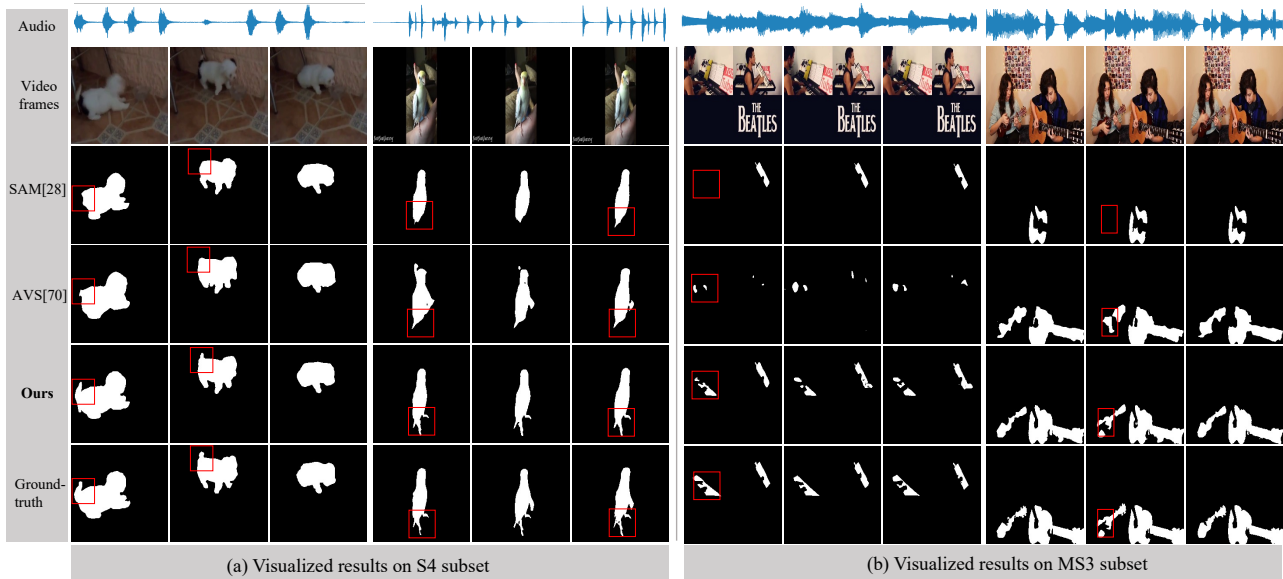 Audio
Video
frames
THE
BEATLES
THE
BEATLES
THE
BEATLES
SAM[28]
AVS[70]
Ours
Ground-
truth
(a) Visualized results on S4 subset
(b) Visualized results on MS3 subset